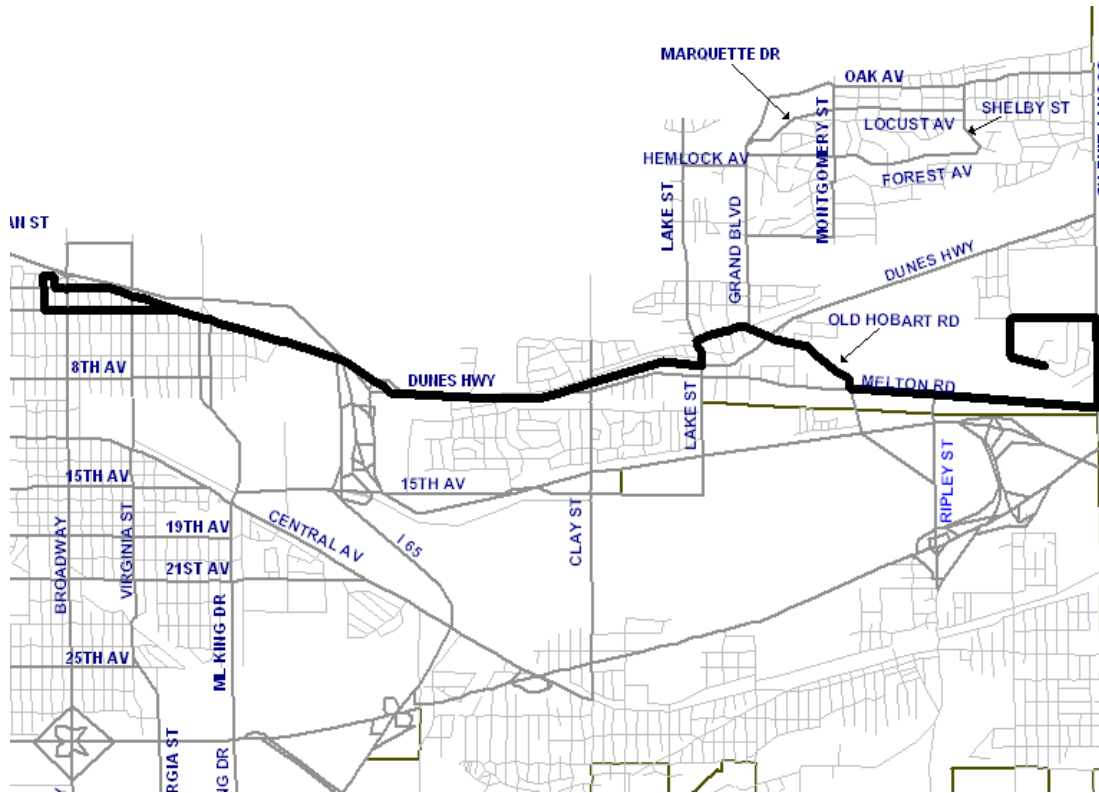 MARQUETTE DR
OAK AV
SHELBY ST
LOCUST AV
MONTGOMERY ST
HEMLOCK AV
FOREST AV
LAKE ST
GRAND BLVD
AN ST
DUNES HWY
OLD HOBART RD
8TH AV
DUNES HWY
MELTON RD
LAKE ST
15TH AV
15TH AV
RIPLEY ST
BROADWAY
VIRGINIA ST
19TH AV
CENTRAL AV
I 65
CLAY ST
21ST AV
ML KING DR
25TH AV
RGIA ST
NG DR